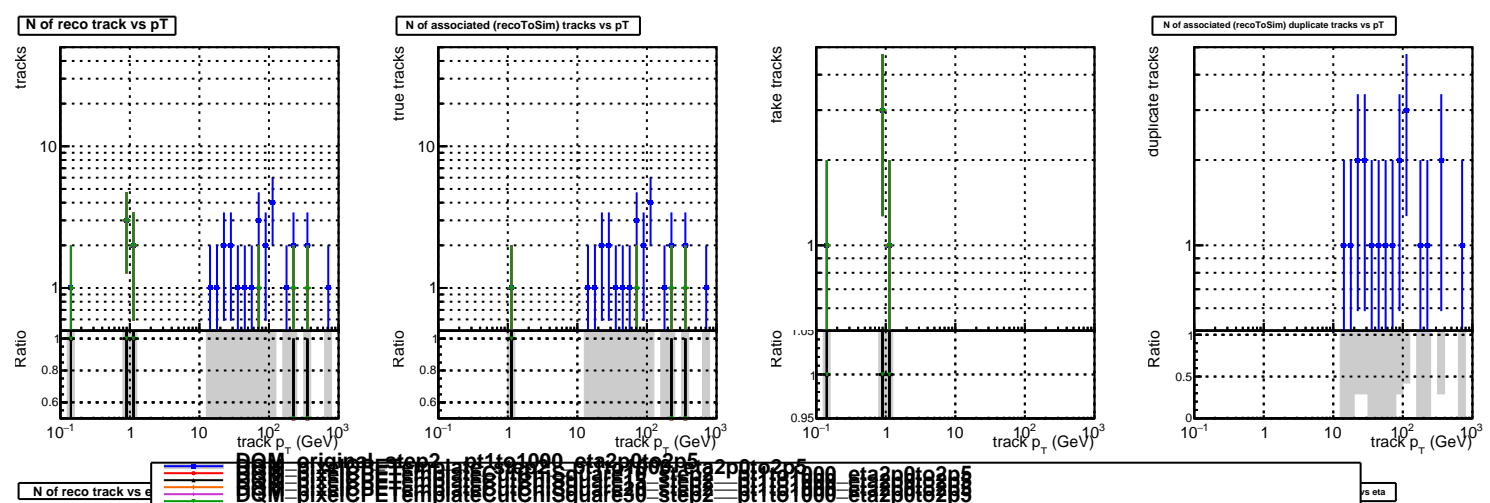 N of reco track vs pT
N of associated (recoToSim) tracks vs pT
N of associated (recoToSim) duplicate tracks vs pT
tracks
10
1
Ratio
1
0.8
0.6
10⁻¹ 1 10 10² 10³
track p_T (GeV)
true tracks
10
1
Ratio
1
0.8
0.6
10⁻¹ 1 10 10² 10³
track p_T (GeV)
fake tracks
1
Ratio
1.05
1
0.95
10⁻¹ 1 10 10² 10³
track p_T (GeV)
duplicate tracks
1
Ratio
1
0.5
0
10⁻¹ 1 10 10² 10³
track p_T (GeV)
DQM_original_step2__pt1to1000_eta2p0to2p5
N of reco track vs e
vs eta